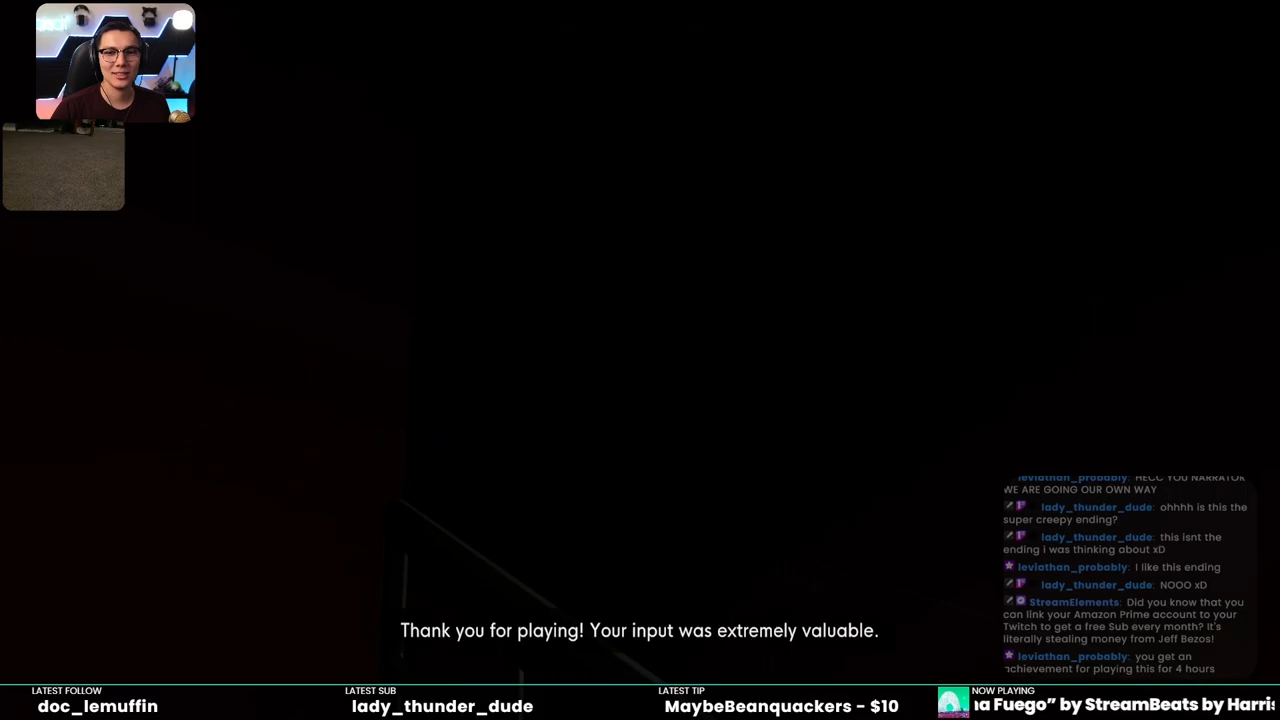 leviathan_probably: HECC YOU NARRATOR
WE ARE GOING OUR OWN WAY
lady_thunder_dude: ohhhh is this the
super creepy ending?
lady_thunder_dude: this isnt the
ending i was thinking about xD
leviathan_probably: I like this ending
lady_thunder_dude: NOOO xD
StreamElements: Did you know that you
can link your Amazon Prime account to your
Twitch to get a free Sub every month? It's
literally stealing money from Jeff Bezos!
leviathan_probably: you get an
achievement for playing this for 4 hours
Thank you for playing! Your input was extremely valuable.
LATEST FOLLOW
doc_lemuffin
LATEST SUB
lady_thunder_dude
LATEST TIP
MaybeBeanquackers - $10
NOW PLAYING
a Fuego” by StreamBeats by Harris